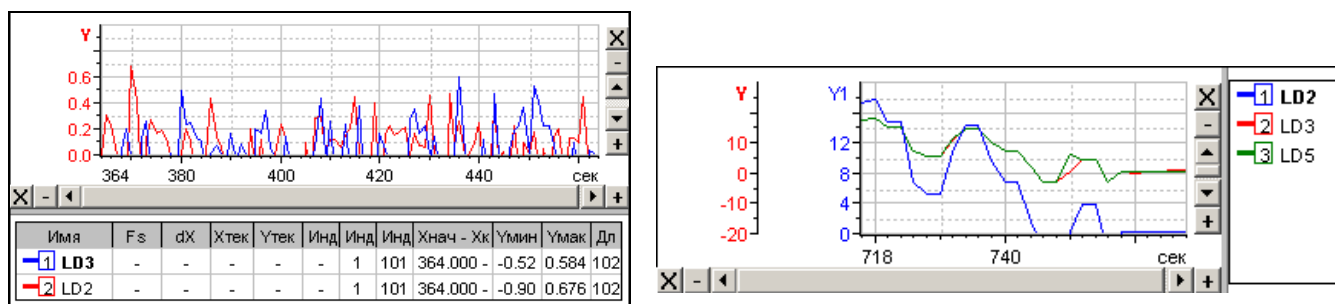 Y
0.6
0.4
0.2
0.0
364 380 400 420 440 сек
X - +
X - +
Имя Fs dX Xтек Yтек Инд Инд Инд Xнач - Xк Yмин Yмак Дл
1 LD3 - - - - - 1 101 364.000 - -0.52 0.584 102
2 LD2 - - - - - 1 101 364.000 - -0.90 0.676 102
Y Y1
10 12
0 8
-10 4
-20 0
718 740 сек
X - +
X - +
1 LD2
2 LD3
3 LD5